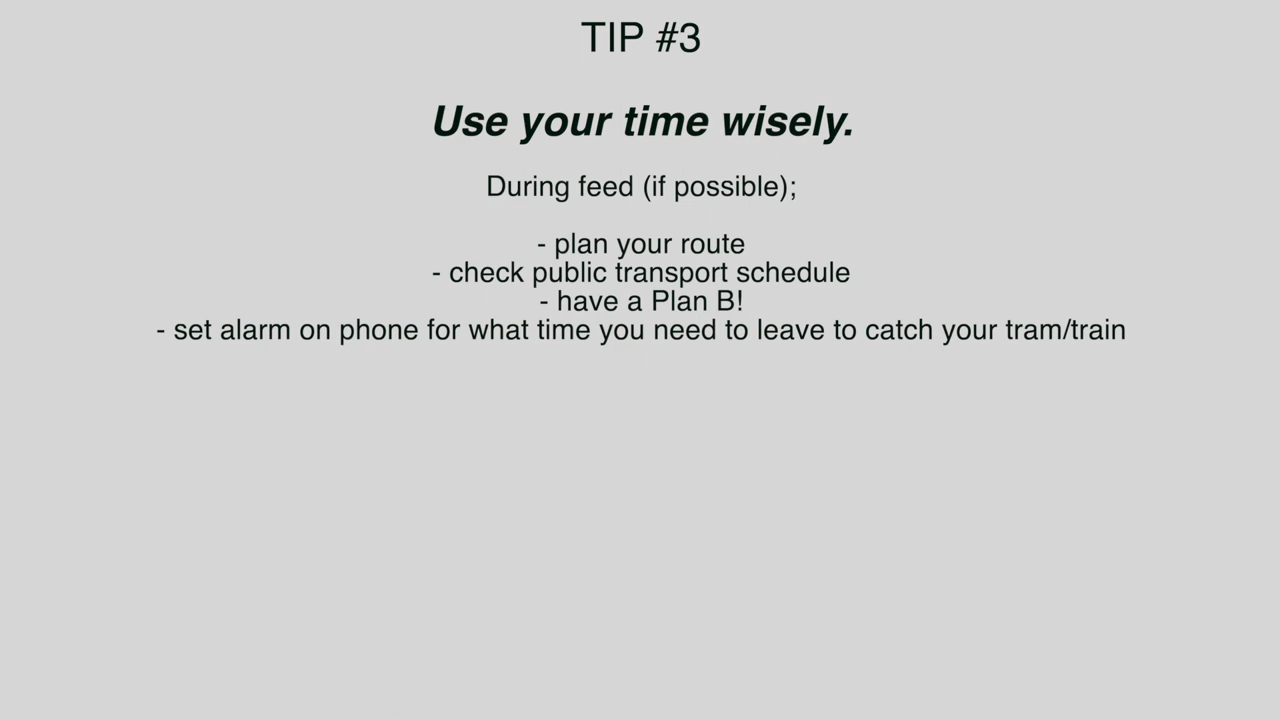 TIP #3
Use your time wisely.
During feed (if possible);
- plan your route
- check public transport schedule
- have a Plan B!
- set alarm on phone for what time you need to leave to catch your tram/train